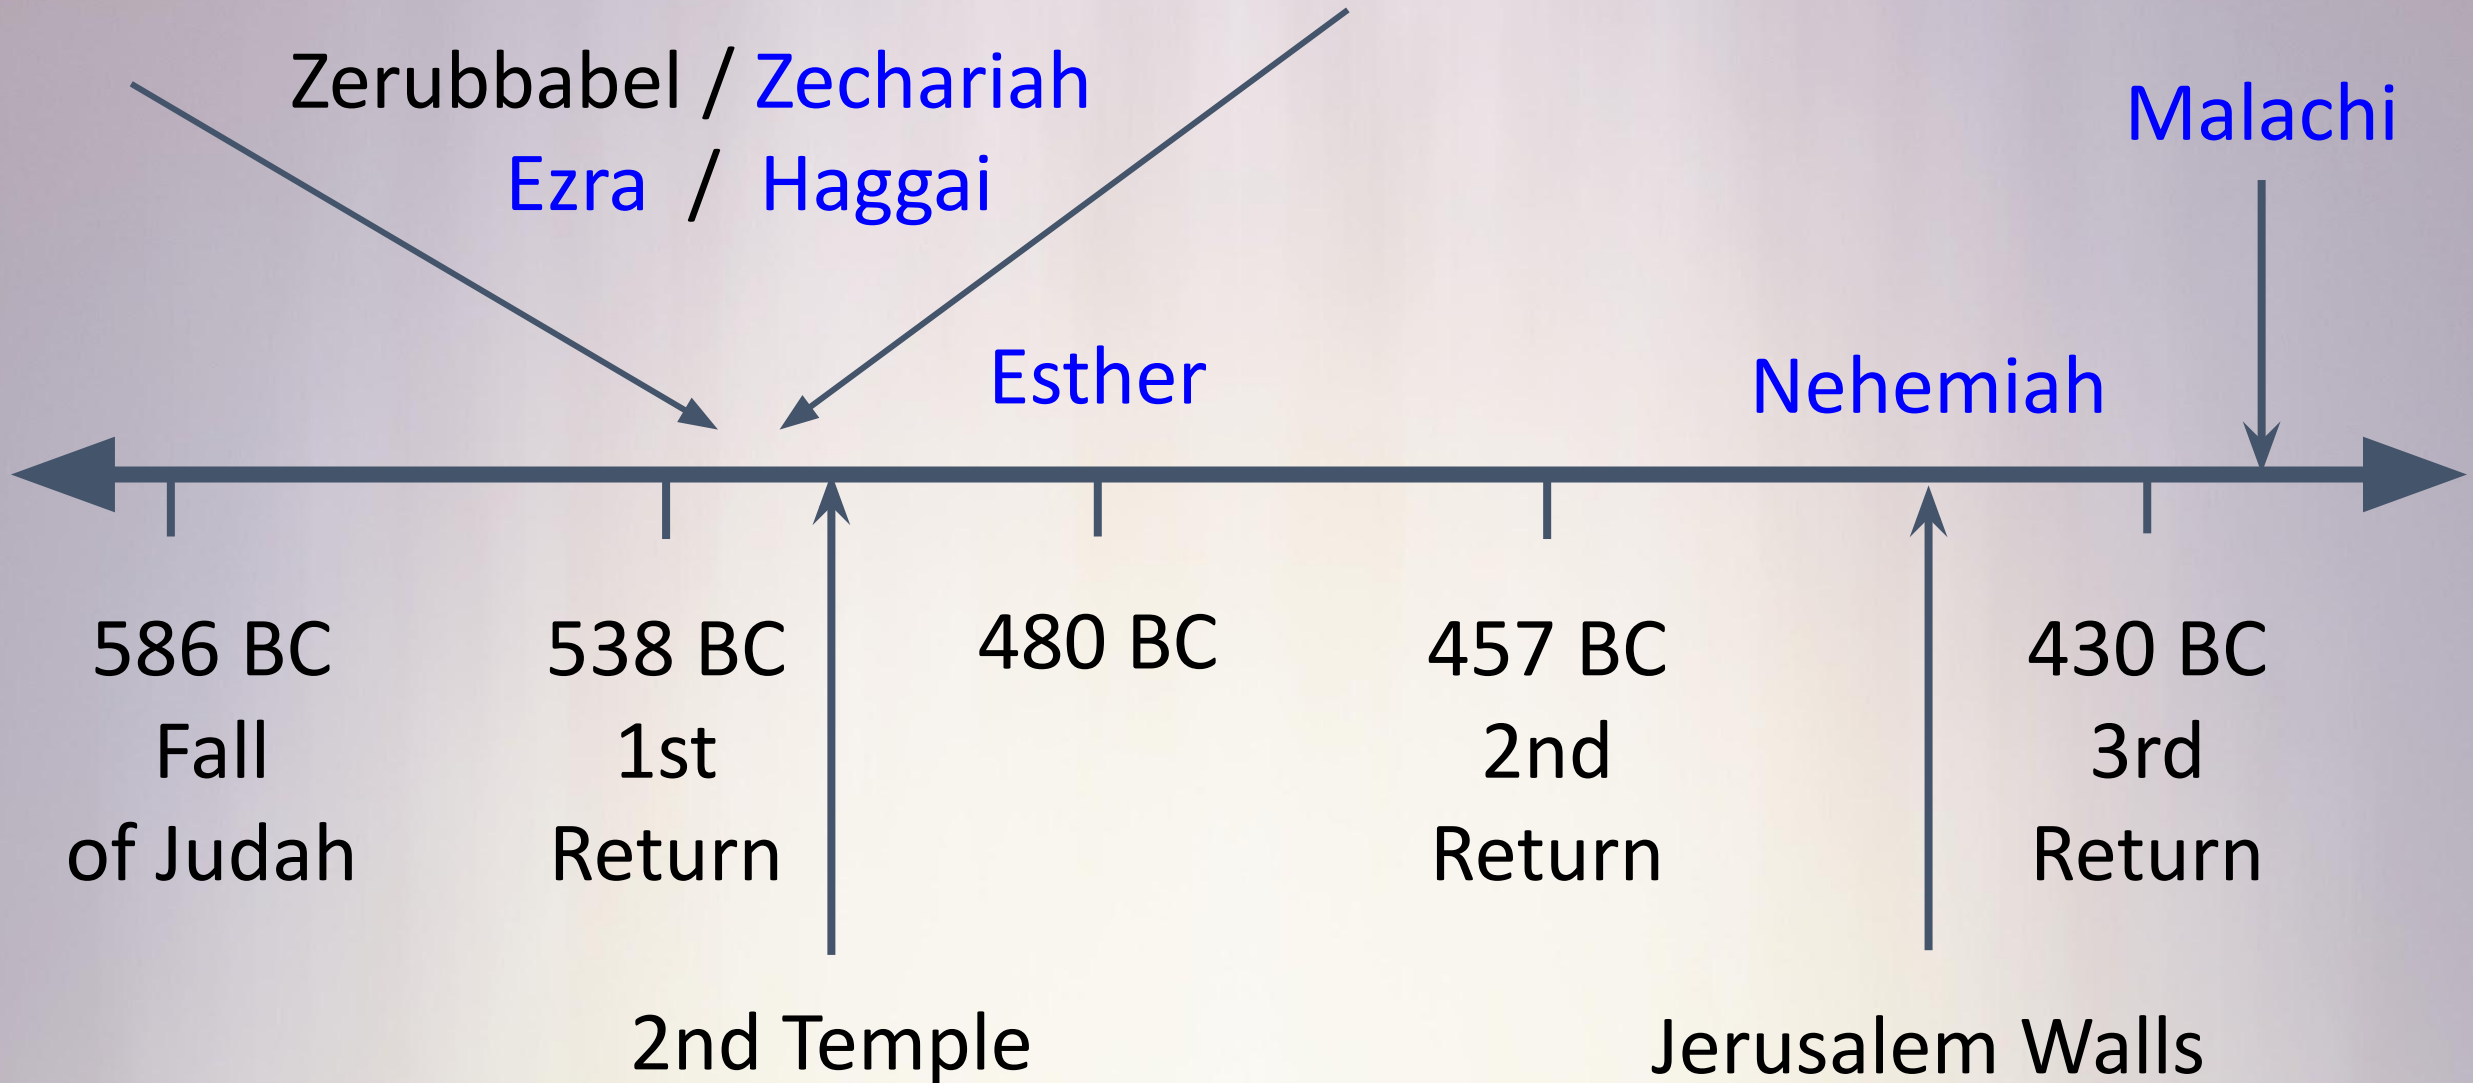 Zerubbabel / Zechariah
Ezra / Haggai
Malachi
Esther
Nehemiah
586 BC
Fall
of Judah
538 BC
1st
Return
480 BC
457 BC
2nd
Return
430 BC
3rd
Return
2nd Temple
Jerusalem Walls